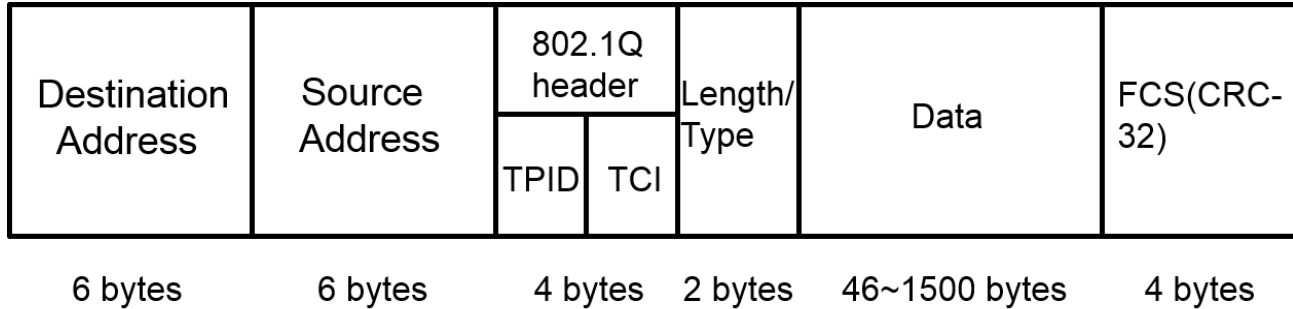 Destination
Address
Source
Address
802.1Q
header
TPID
TCI
Length/
Type
Data
FCS(CRC-
32)
6 bytes
6 bytes
4 bytes
2 bytes
46~1500 bytes
4 bytes